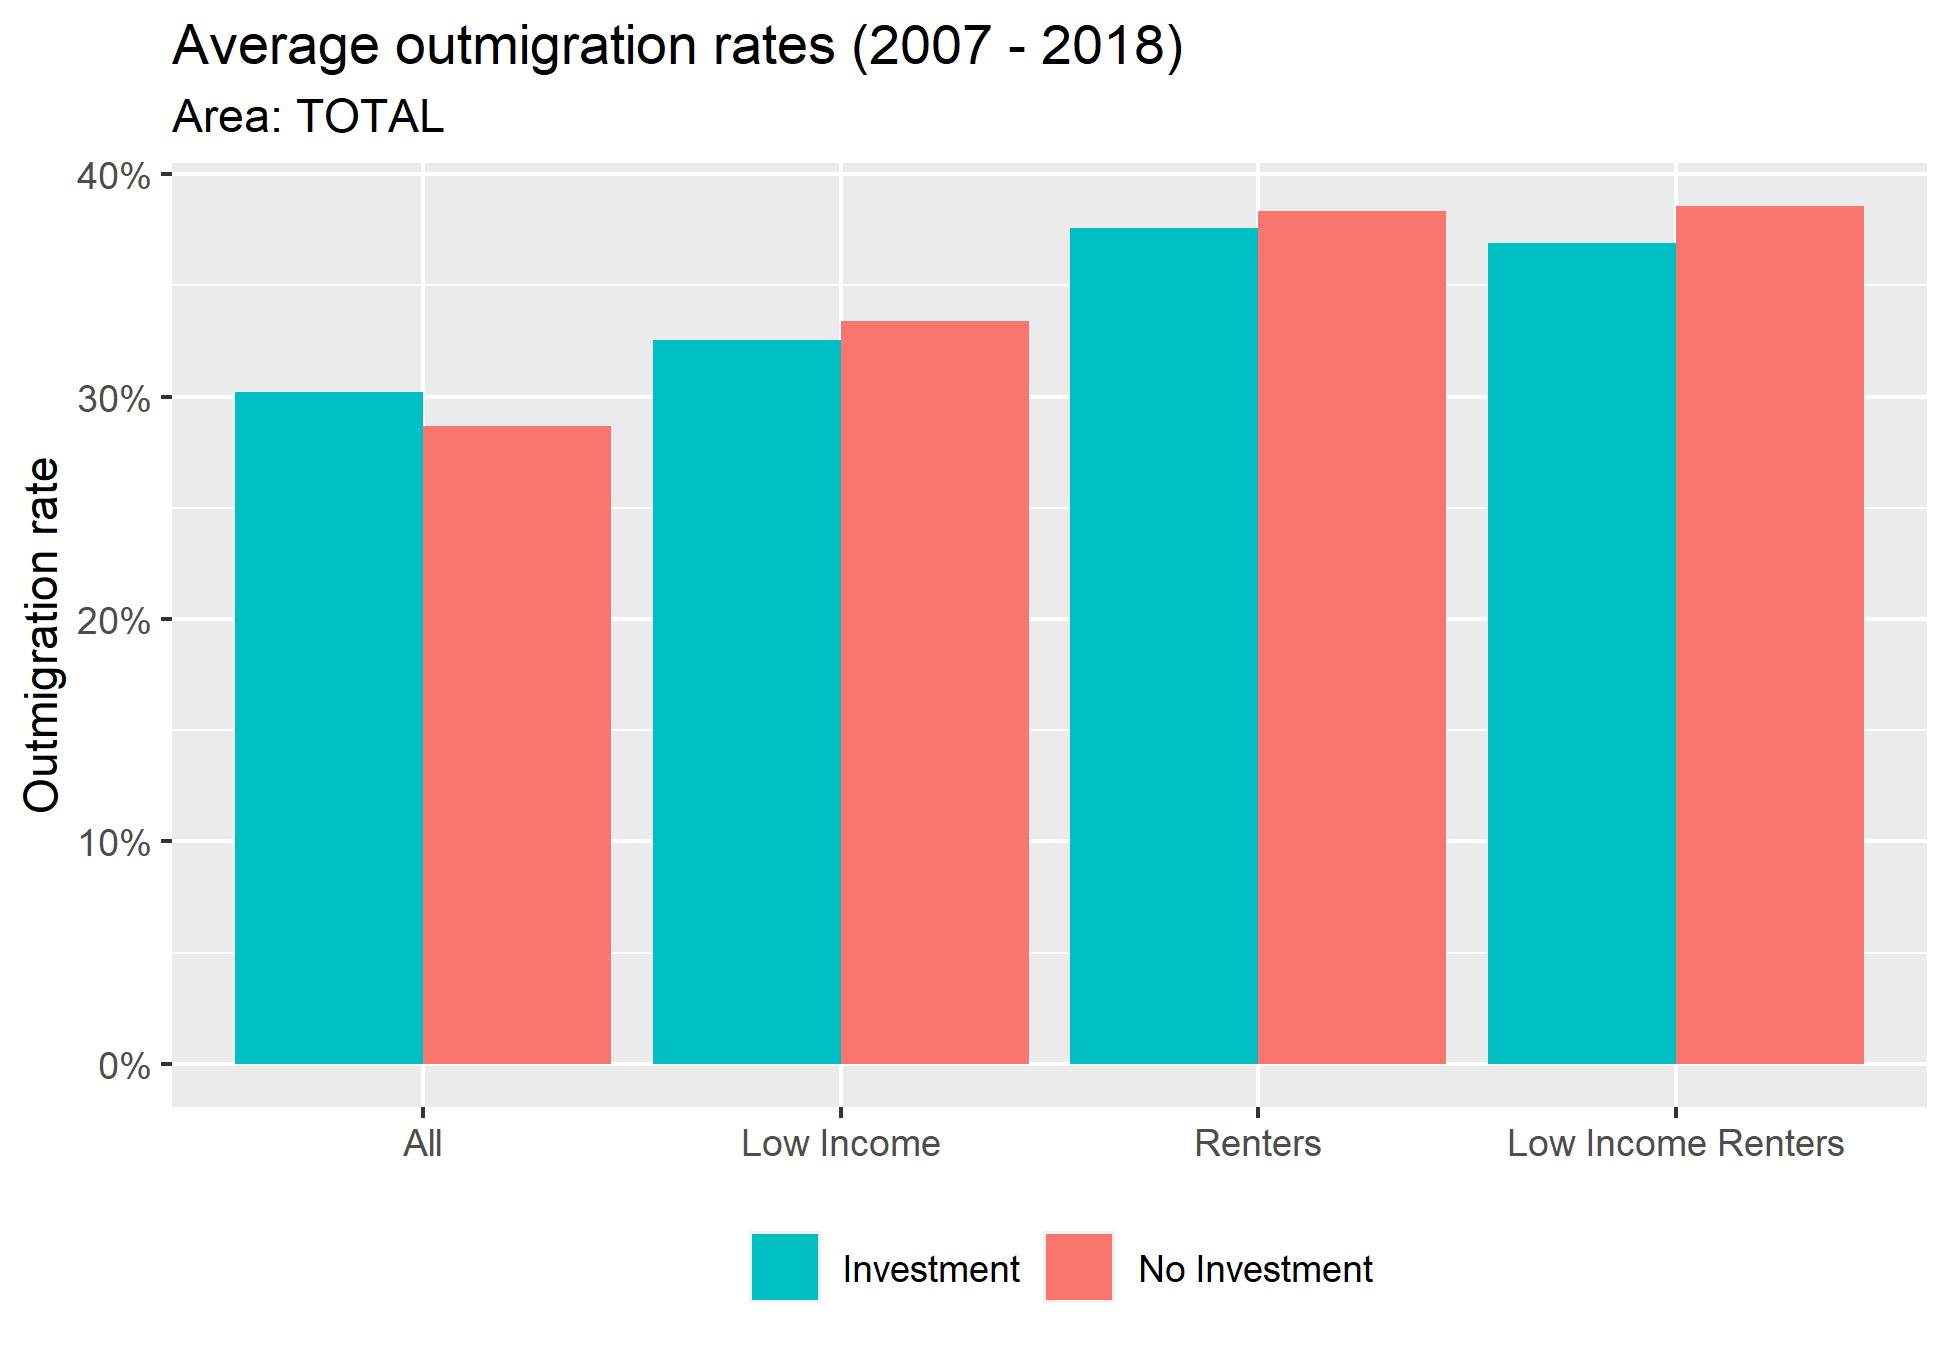 Average outmigration rates (2007 - 2018)
Area: TOTAL
40%
30%
20%
10%
0%
Outmigration rate
All
Low Income
Renters
Low Income Renters
Investment
No Investment